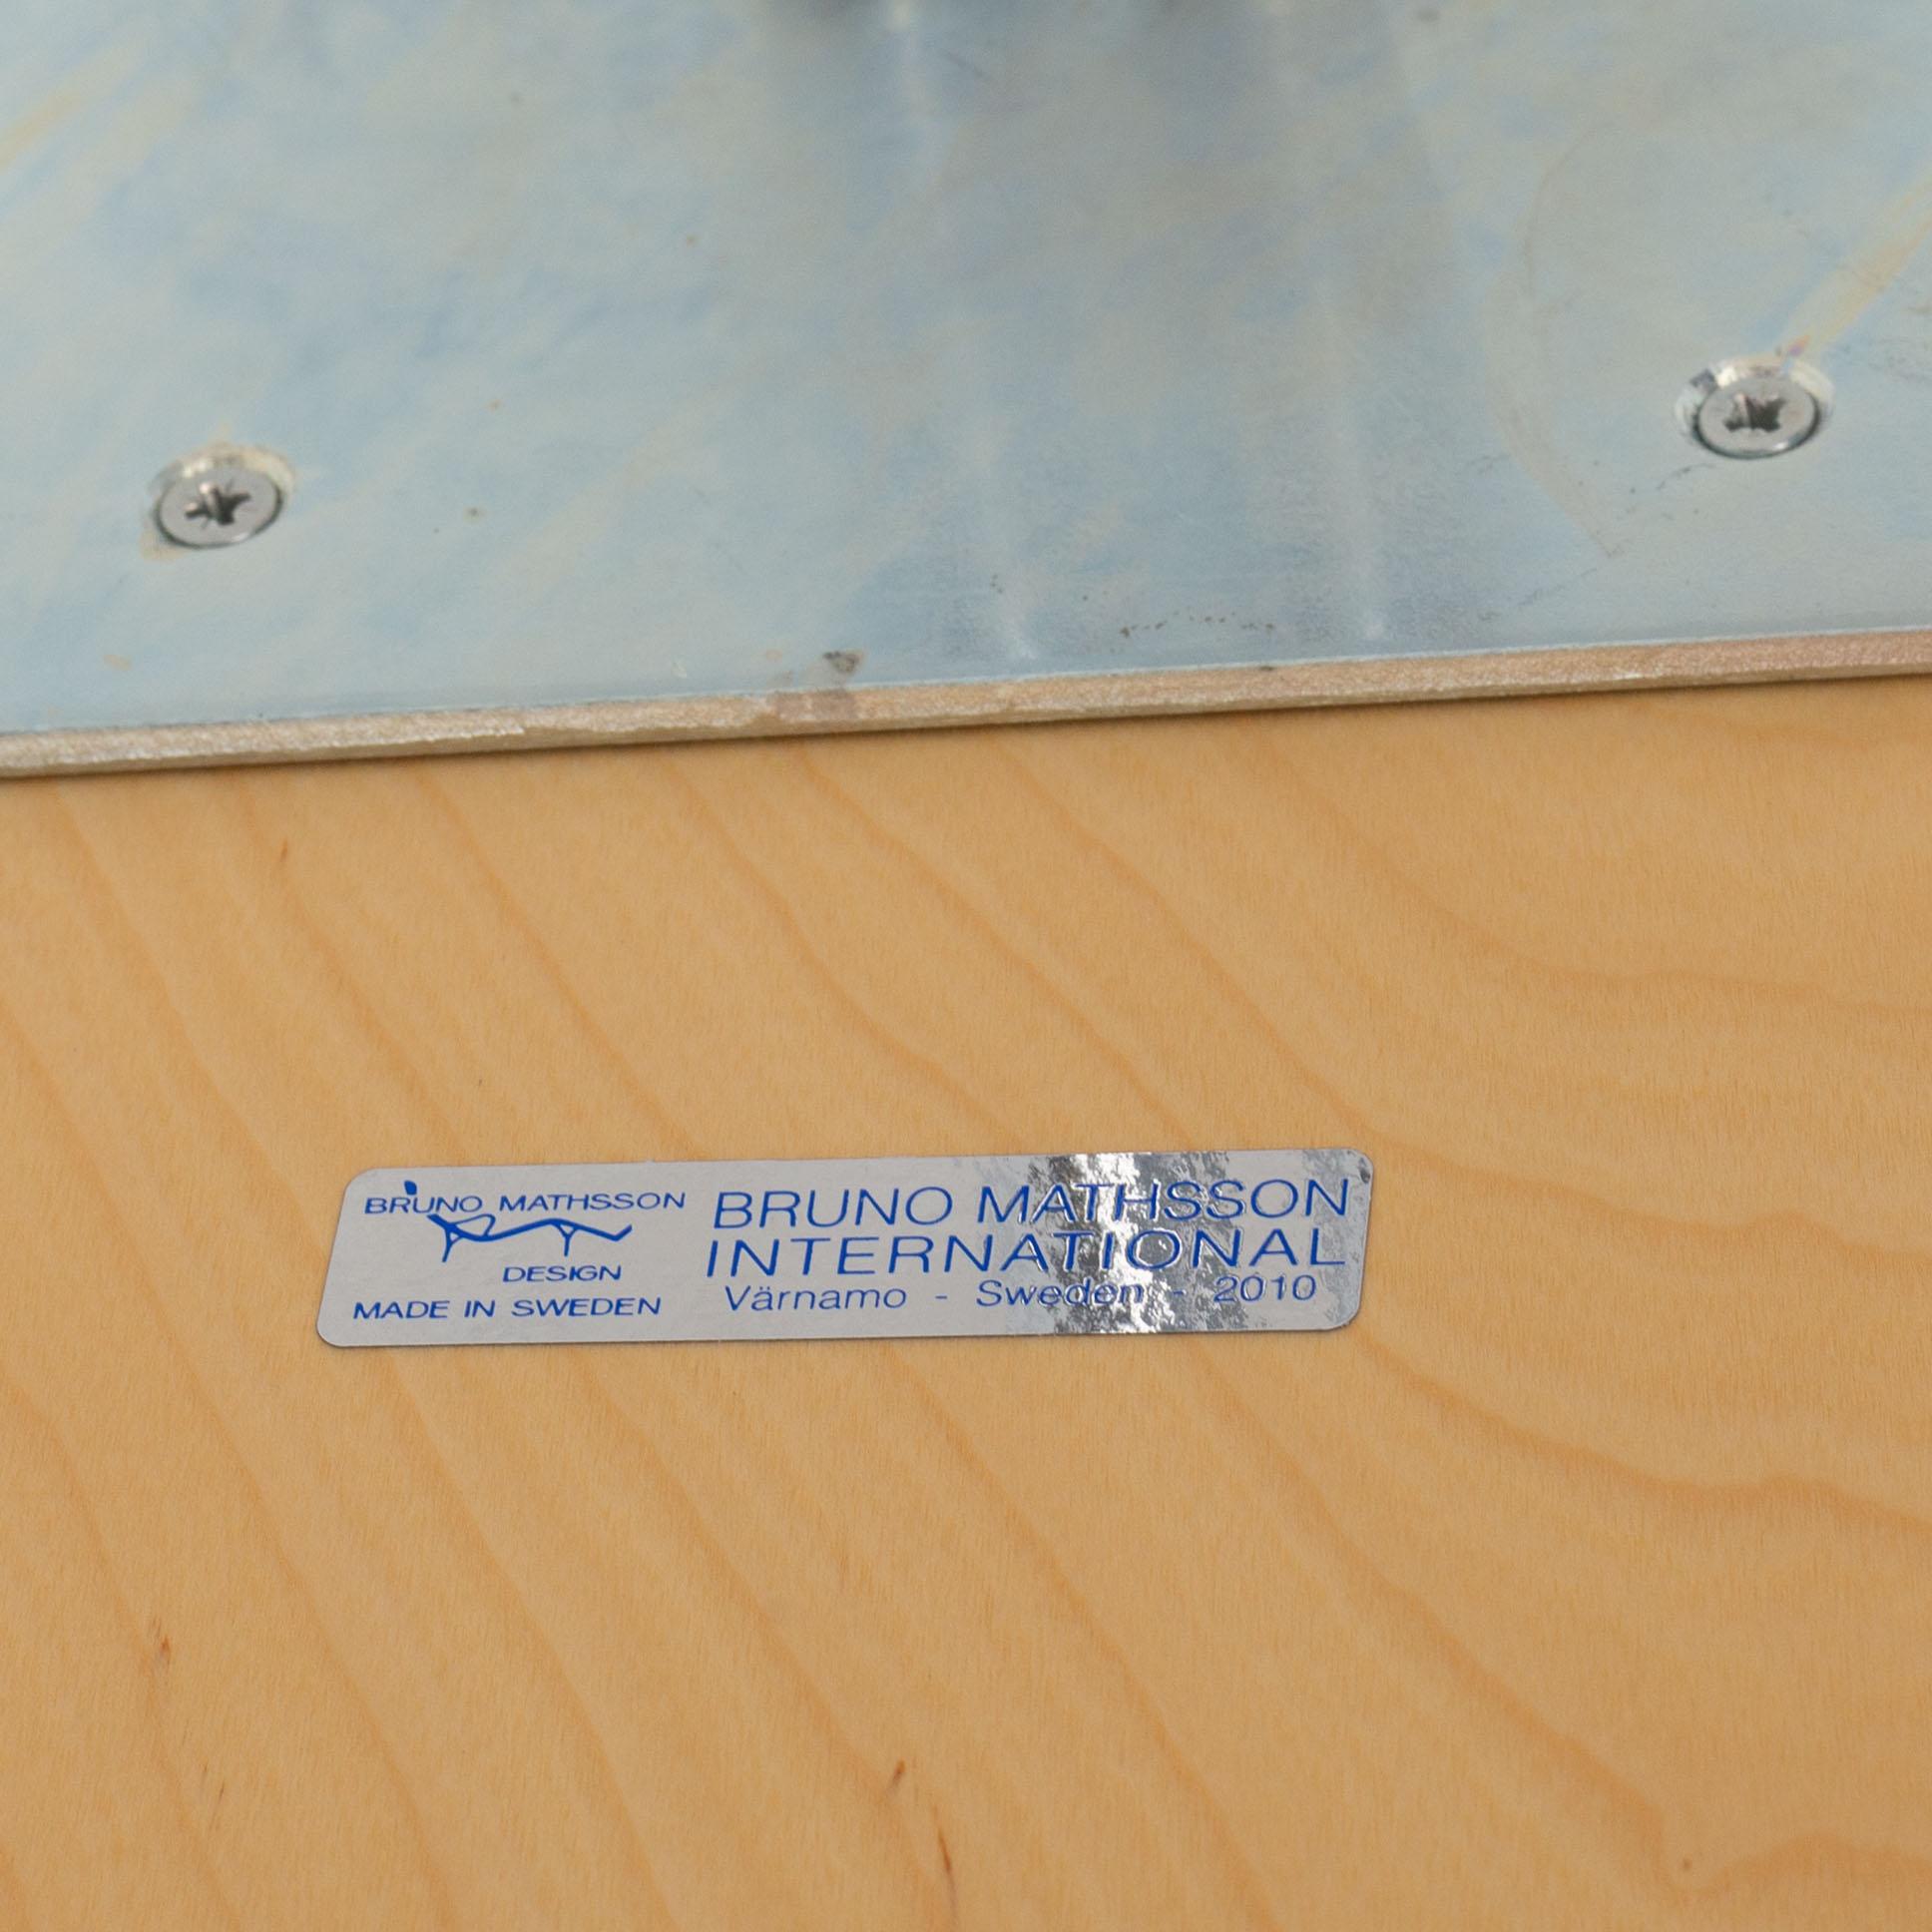 BRUNO MATHSSON
DESIGN
MADE IN SWEDEN
BRUNO MATHSSON
INTERNATIONAL
Värnamo - Sweden - 2010